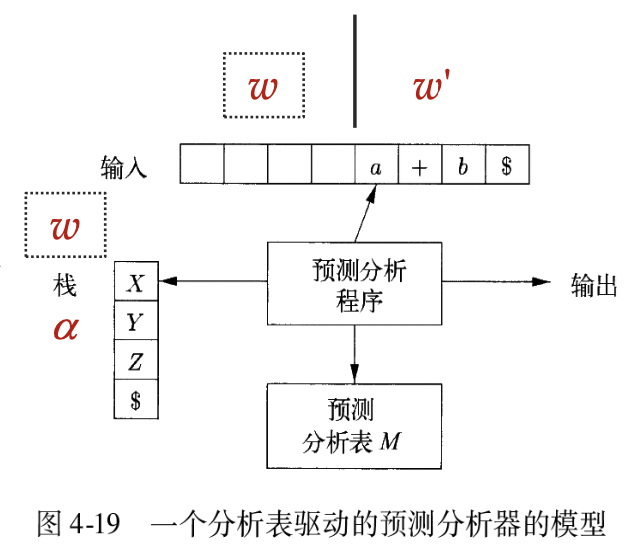 w w'
输入 a + b $
w
栈 X
α Y
Z
$
预测分析
程序
输出
预测
分析表 M
图 4-19 一个分析表驱动的预测分析器的模型